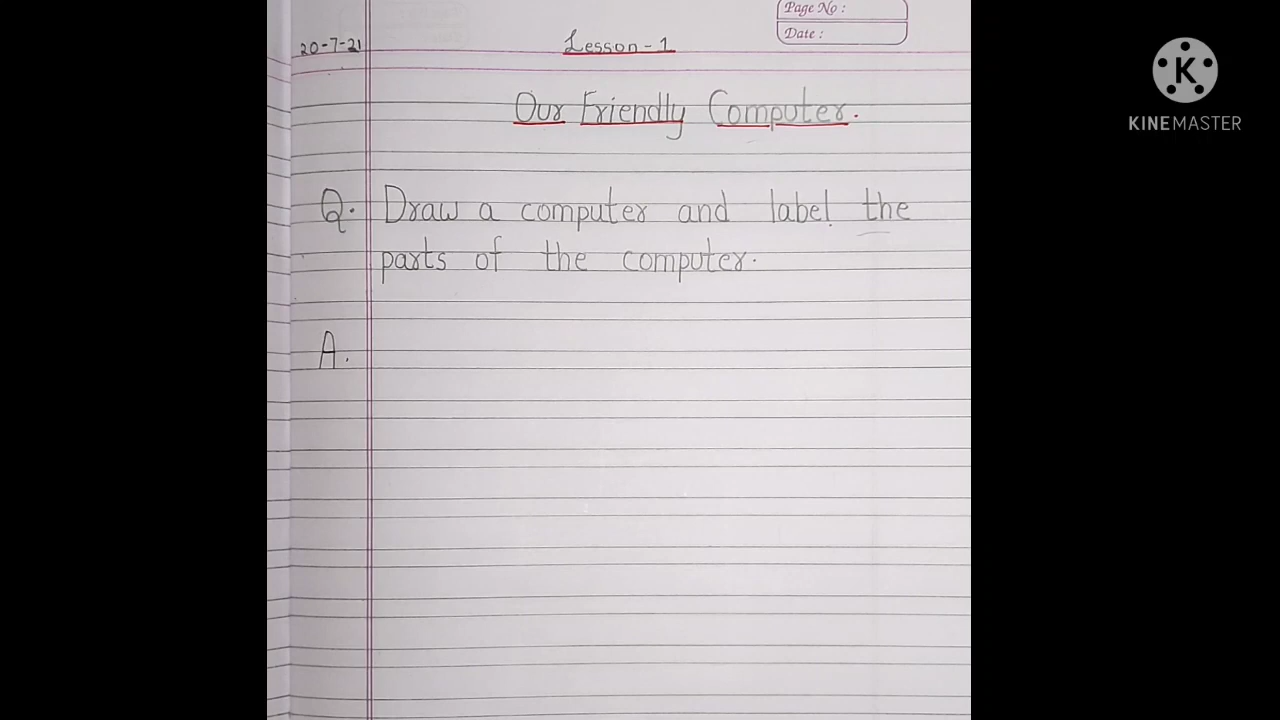 Page No :
20-7-21
Lesson - 1
Date :
Our Friendly Computer.
Q. Draw a computer and label the
parts of the computer.
A.
K
KINEMASTER